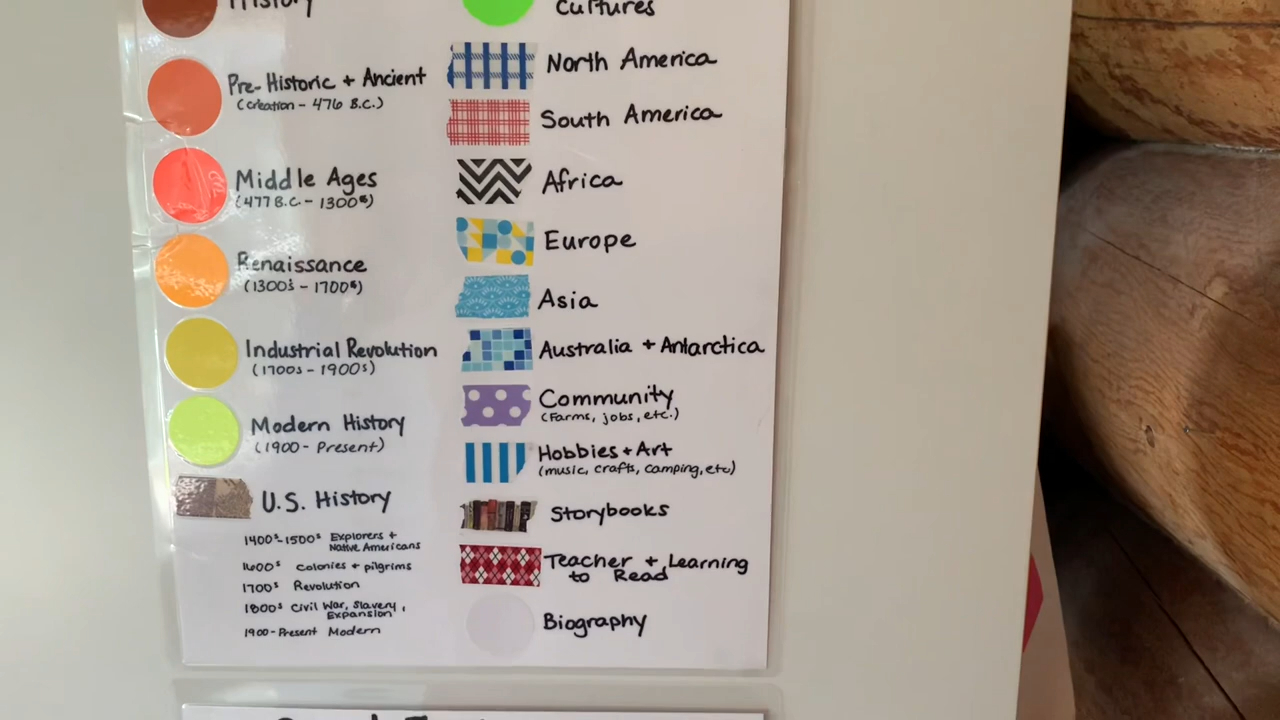 History
Pre-Historic + Ancient
(creation - 476 B.C.)
Middle Ages
(477 B.C. - 1300s)
Renaissance
(1300s - 1700s)
Industrial Revolution
(1700s - 1900s)
Modern History
(1900 - Present)
U.S. History
1400s-1500s Explorers +
Native Americans
1600s Colonies + pilgrims
1700s Revolution
1800s Civil War, Slavery,
Expansion
1900-Present Modern
Cultures
North America
South America
Africa
Europe
Asia
Australia + Antarctica
Community
(Farms, jobs, etc.)
Hobbies + Art
(music, crafts, camping, etc)
Storybooks
Teacher + Learning
to Read
Biography